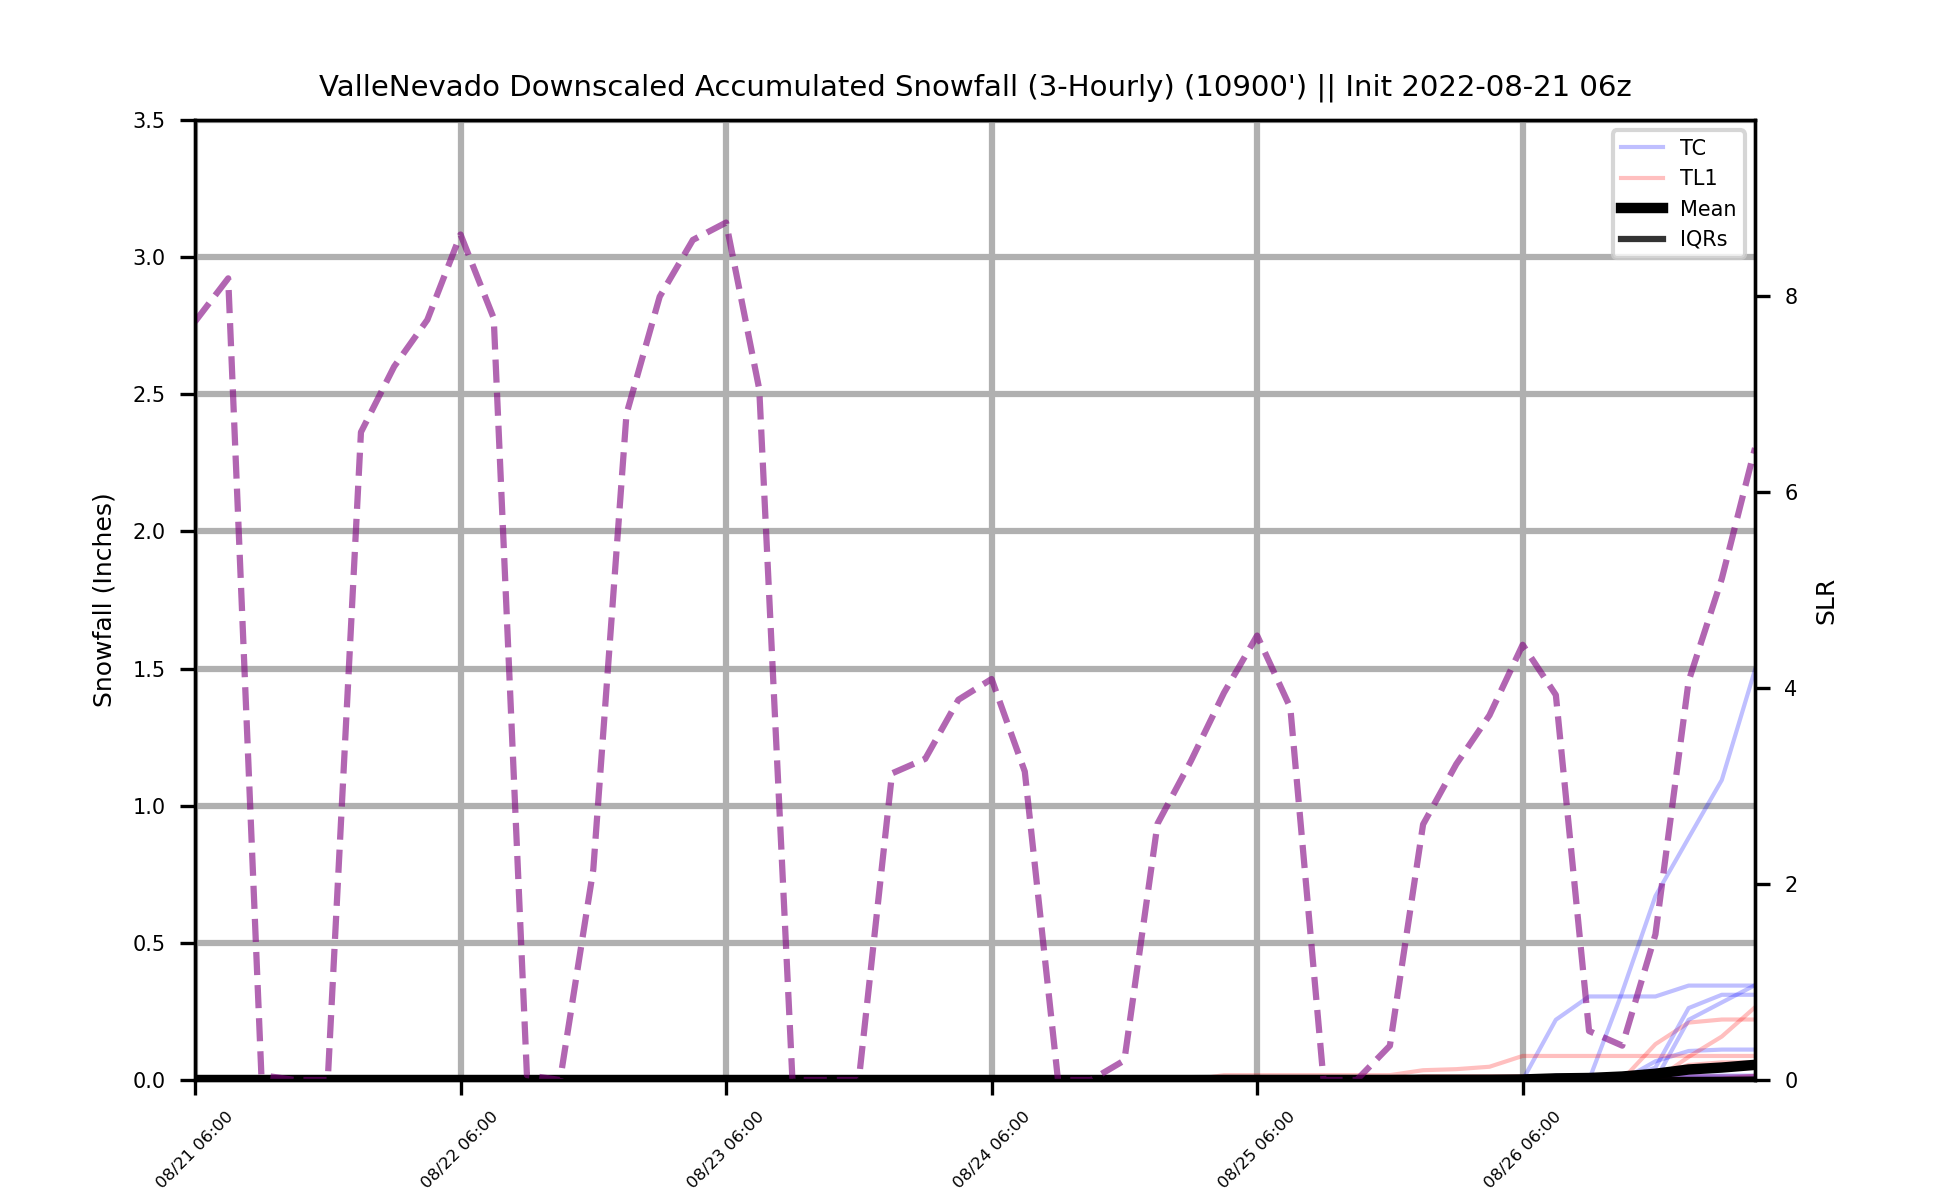 ValleNevado Downscaled Accumulated Snowfall (3-Hourly) (10900') || Init 2022-08-21 06z
TC
TL1
Mean
IQRs
Snowfall (Inches)
3.5
3.0
2.5
2.0
1.5
1.0
0.5
0.0
SLR
8
6
4
2
0
08/21 06:00
08/22 06:00
08/23 06:00
08/24 06:00
08/25 06:00
08/26 06:00